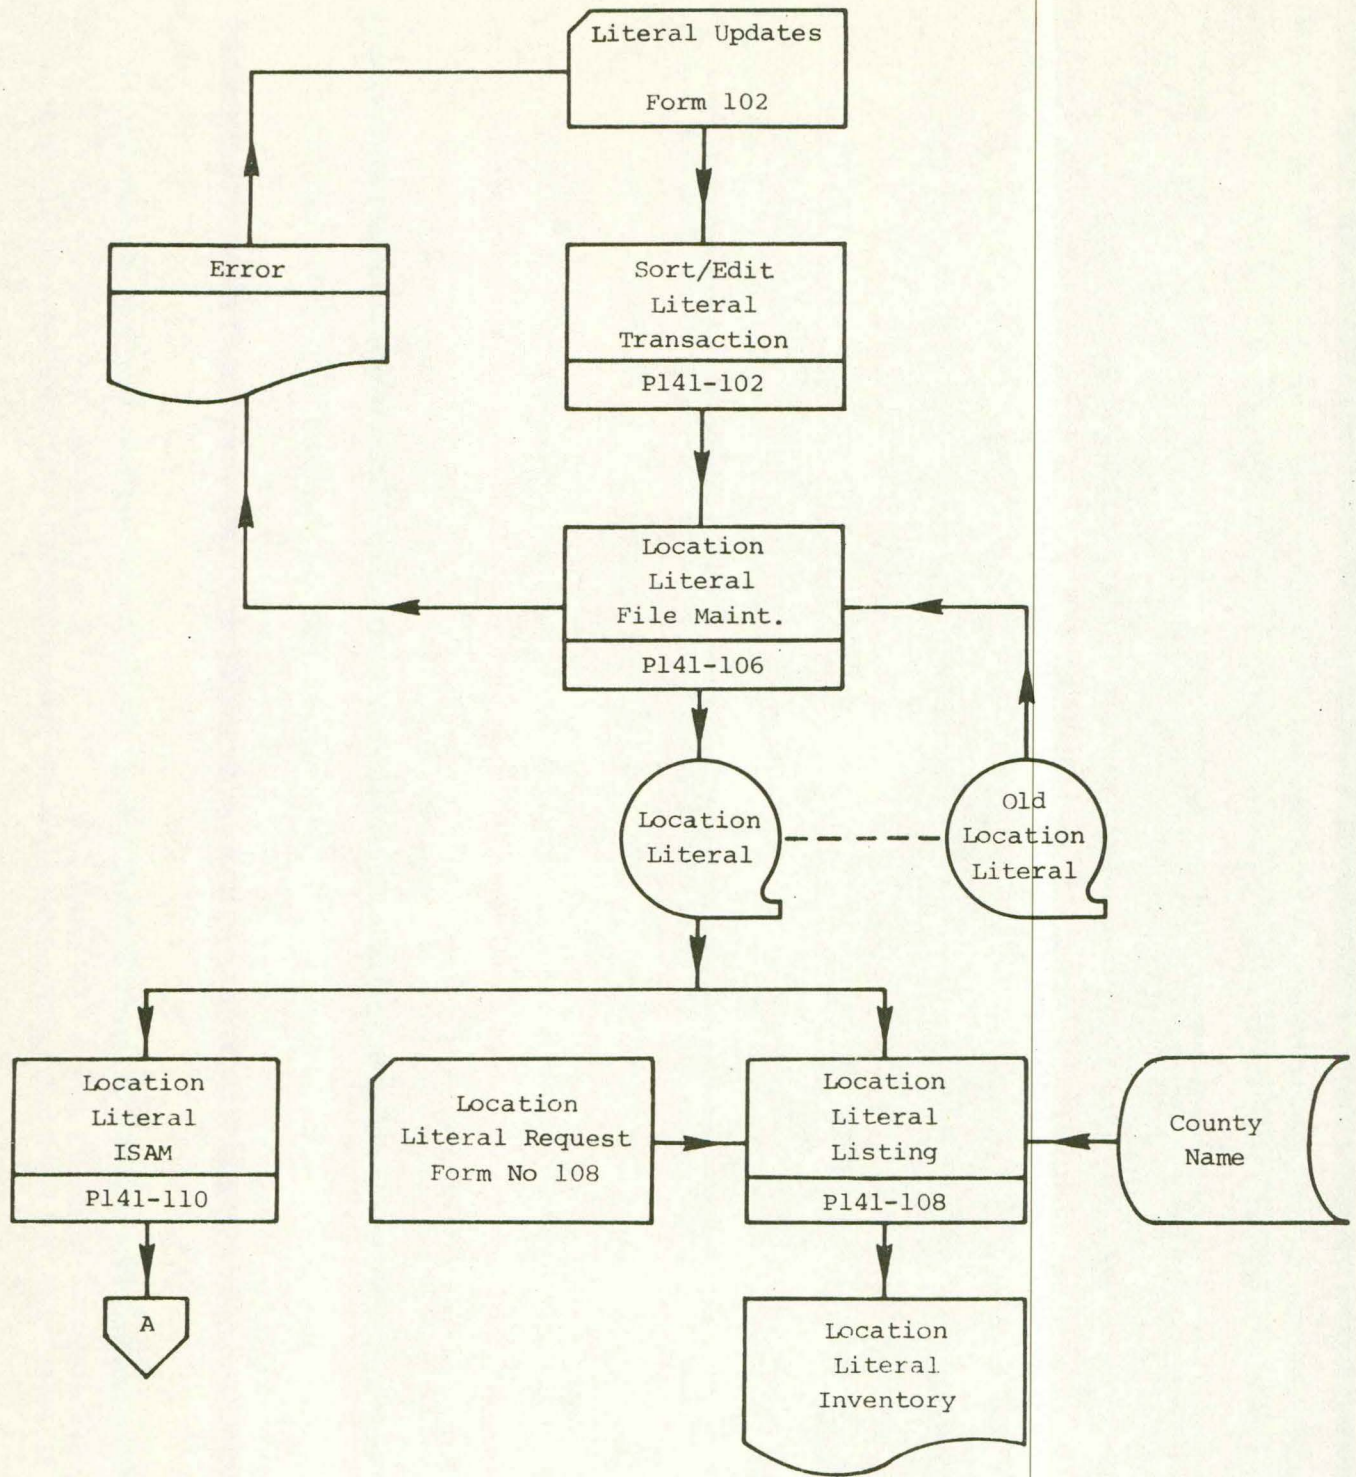 Literal Updates
Form 102
Error
Sort/Edit
Literal
Transaction
P141-102
Location
Literal
File Maint.
P141-106
Location
Literal
Old
Location
Literal
Location
Literal
ISAM
P141-110
Location
Literal Request
Form No 108
Location
Literal
Listing
P141-108
County
Name
A
Location
Literal
Inventory